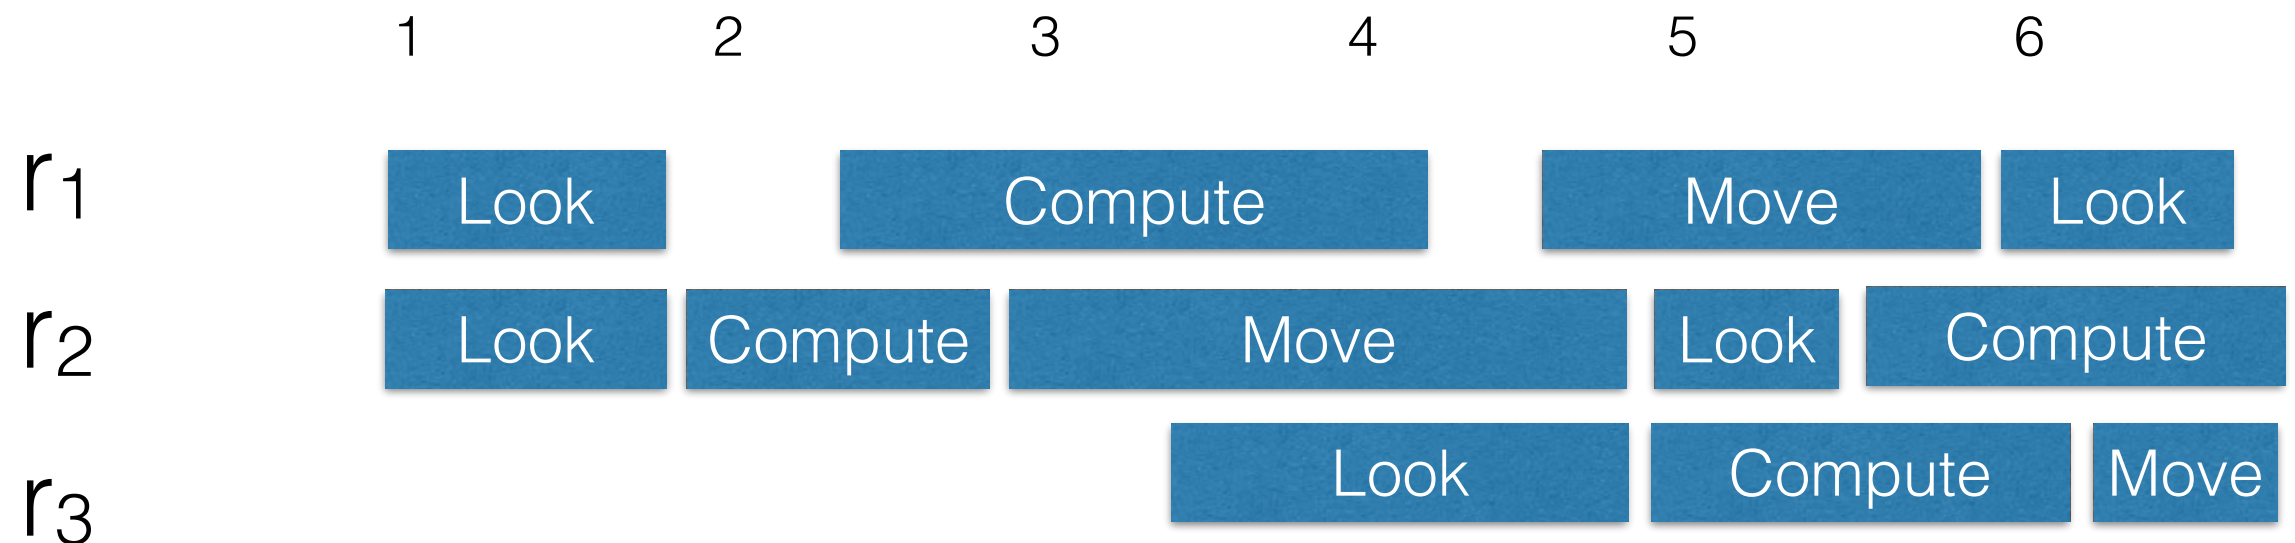 1 2 3 4 5 6
r1 Look Compute Move Look
r2 Look Compute Move Look Compute
r3 Look Compute Move